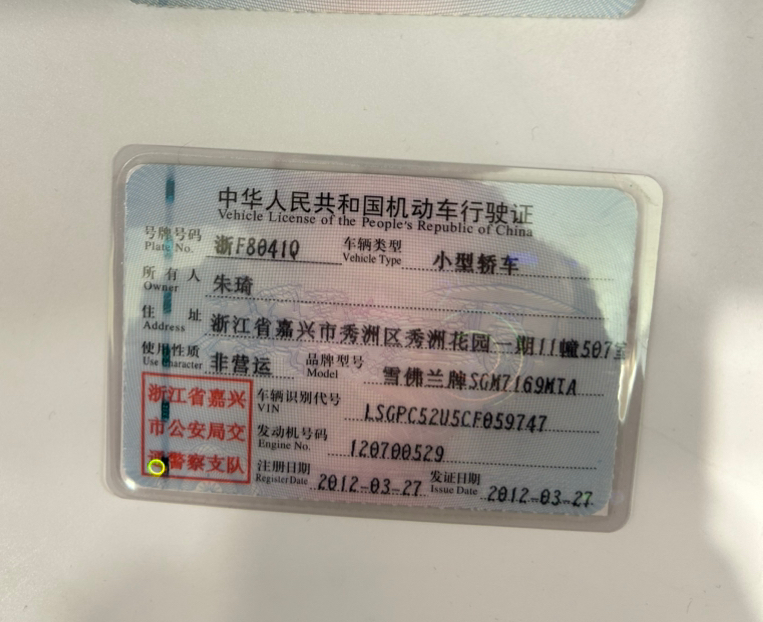 中华人民共和国机动车行驶证
Vehicle License of the People's Republic of China
号牌号码 浙F8041Q 车辆类型 小型轿车
Plate No. Vehicle Type
所有人 朱琦
Owner
住址 浙江省嘉兴市秀洲区秀洲花园一期11幢507室
Address
使用性质 非营运 品牌型号 雪佛兰牌SGM7169MTA
Use Character Model
浙江省嘉兴
市公安局交
通警察支队
车辆识别代号 LSGPC52U5CF059747
VIN
发动机号码 120700529
Engine No.
注册日期 2012-03-27 发证日期 2012-03-27
Register Date Issue Date